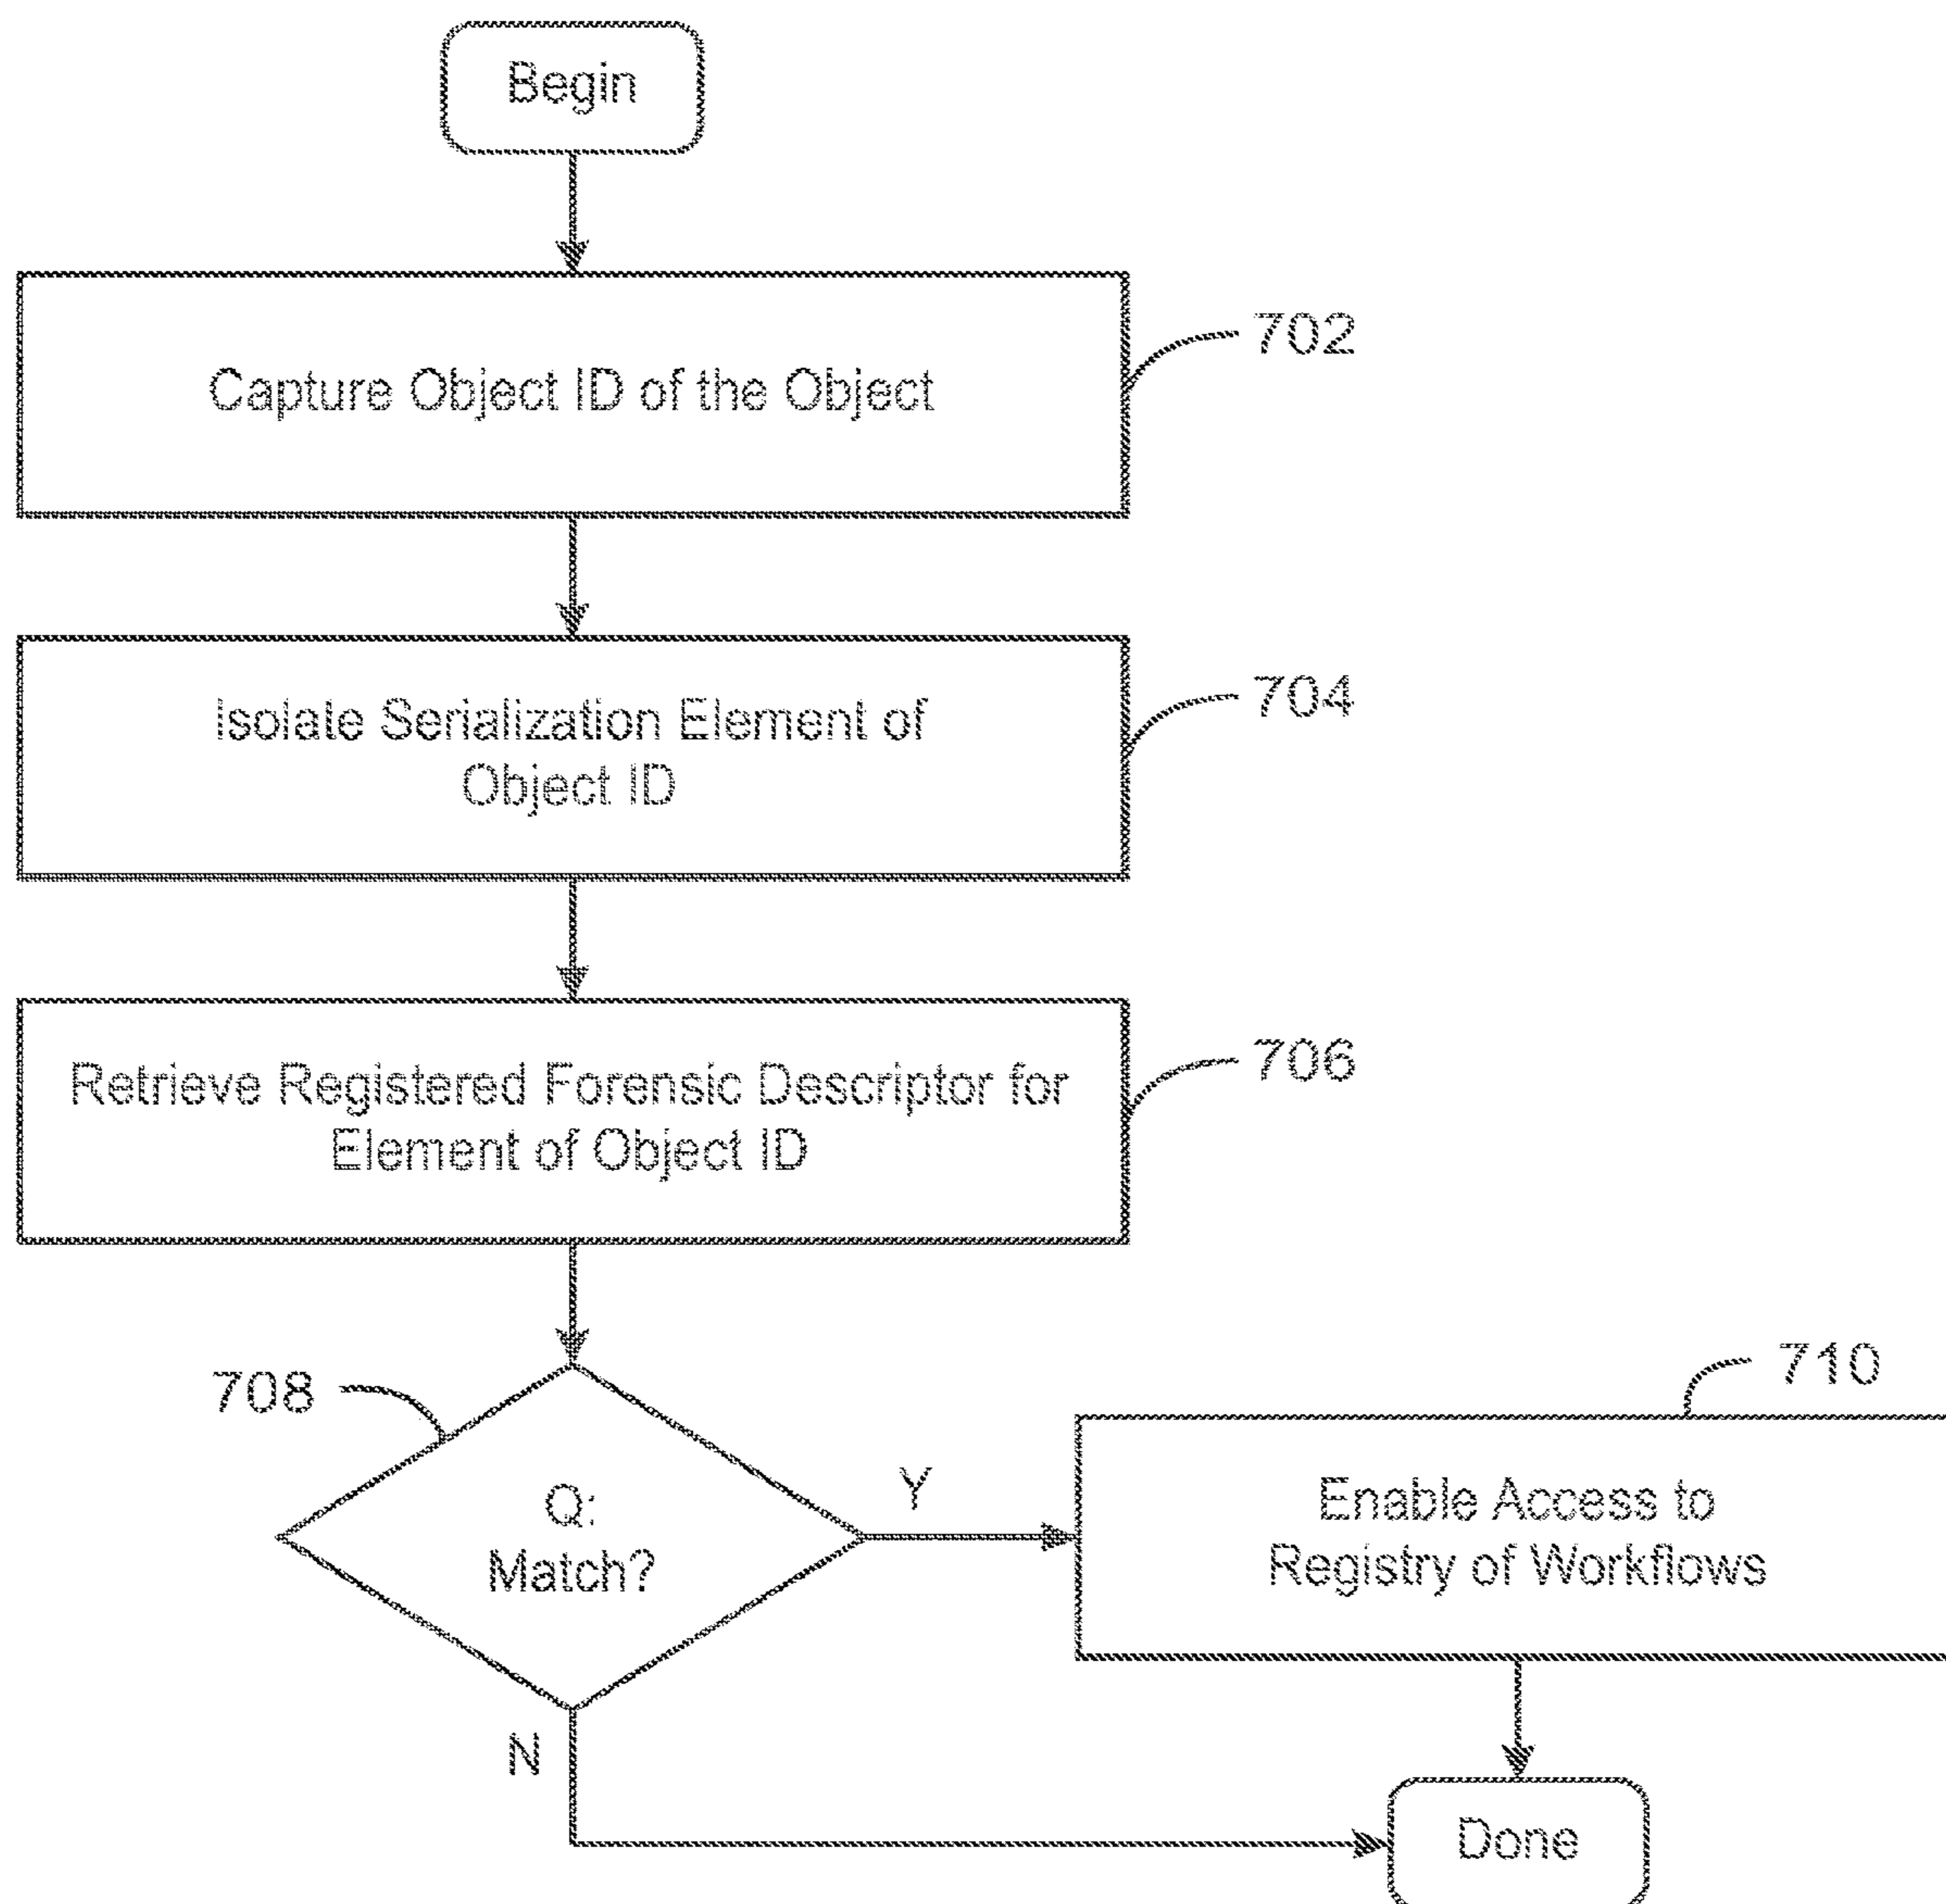 Begin
Capture Object ID of the Object
702
Isolate Serialization Element of
Object ID
704
Retrieve Registered Forensic Descriptor for
Element of Object ID
706
708
Q:
Match?
Y
N
710
Enable Access to
Registry of Workflows
Done